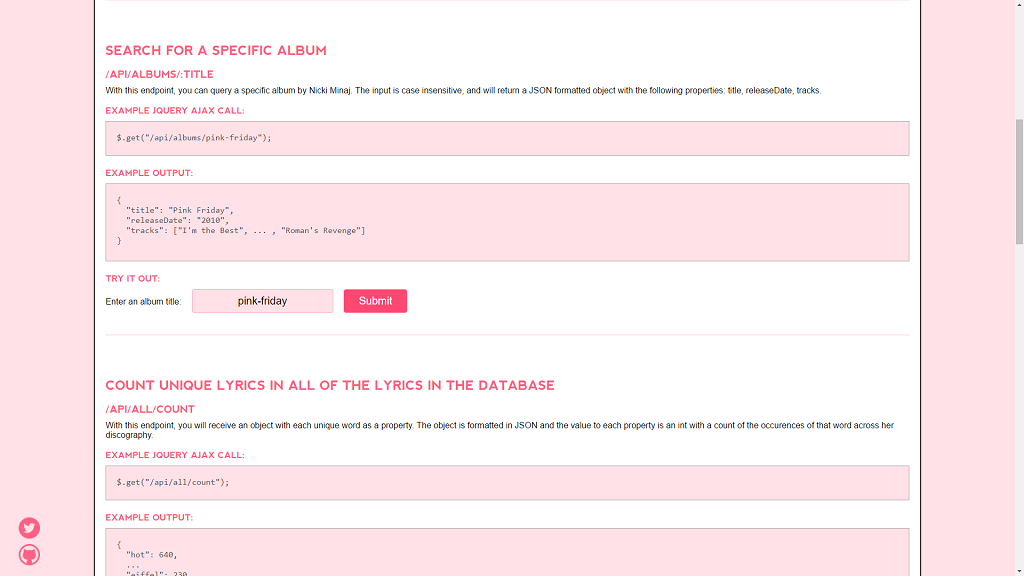 SEARCH FOR A SPECIFIC ALBUM
/API/ALBUMS/:TITLE
With this endpoint, you can query a specific album by Nicki Minaj. The input is case insensitive, and will return a JSON formatted object with the following properties: title, releaseDate, tracks.
EXAMPLE JQUERY AJAX CALL:
$.get("/api/albums/pink-friday");
EXAMPLE OUTPUT:
{
"title": "Pink Friday",
"releaseDate": "2010",
"tracks": ["I'm the Best", ... , "Roman's Revenge"]
}
TRY IT OUT:
Enter an album title: pink-friday Submit
COUNT UNIQUE LYRICS IN ALL OF THE LYRICS IN THE DATABASE
/API/ALL/COUNT
With this endpoint, you will receive an object with each unique word as a property. The object is formatted in JSON and the value to each property is an int with a count of the occurences of that word across her
discography.
EXAMPLE JQUERY AJAX CALL:
$.get("/api/all/count");
EXAMPLE OUTPUT:
{
"hot": 640,
...
"eiffel": 230